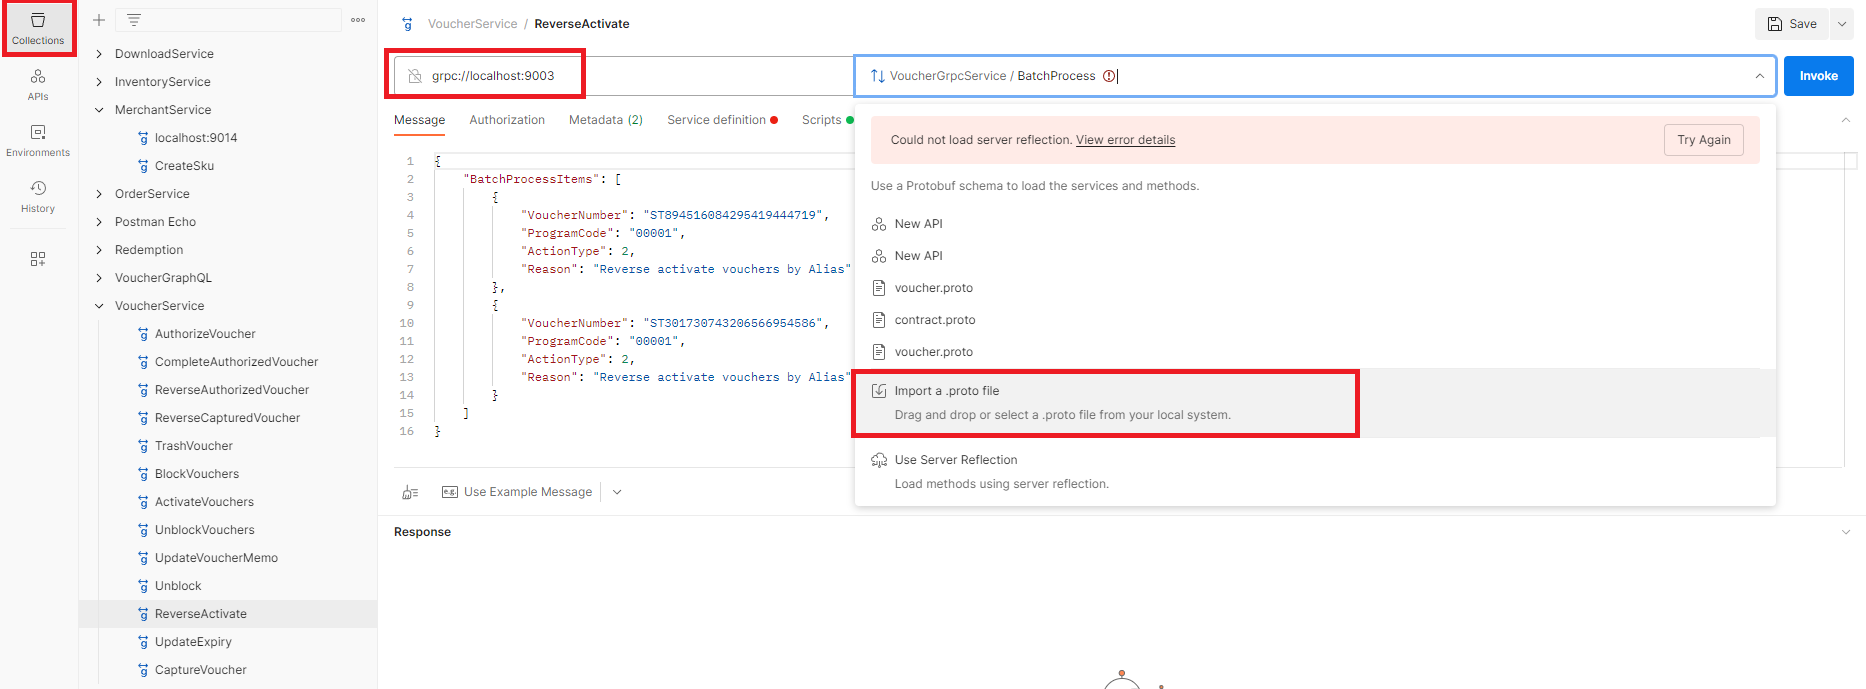 Collections
APIs
Environments
History
DownloadService
InventoryService
MerchantService
localhost:9014
CreateSku
OrderService
Postman Echo
Redemption
VoucherGraphQL
VoucherService
AuthorizeVoucher
CompleteAuthorizedVoucher
ReverseAuthorizedVoucher
ReverseCapturedVoucher
TrashVoucher
BlockVouchers
ActivateVouchers
UnblockVouchers
UpdateVoucherMemo
Unblock
ReverseActivate
UpdateExpiry
CaptureVoucher
VoucherService / ReverseActivate
Save
grpc://localhost:9003
VoucherGrpcService / BatchProcess
Invoke
Message Authorization Metadata (2) Service definition Scripts
1 {
2 "BatchProcessItems": [
3 {
4 "VoucherNumber": "ST894516084295419444719",
5 "ProgramCode": "00001",
6 "ActionType": 2,
7 "Reason": "Reverse activate vouchers by Alias"
8 },
9 {
10 "VoucherNumber": "ST301730743206566954586",
11 "ProgramCode": "00001",
12 "ActionType": 2,
13 "Reason": "Reverse activate vouchers by Alias"
14 }
15 ]
16 }
Could not load server reflection. View error details
Try Again
Use a Protobuf schema to load the services and methods.
New API
New API
voucher.proto
contract.proto
voucher.proto
Import a .proto file
Drag and drop or select a .proto file from your local system.
Use Server Reflection
Load methods using server reflection.
e.g. Use Example Message
Response